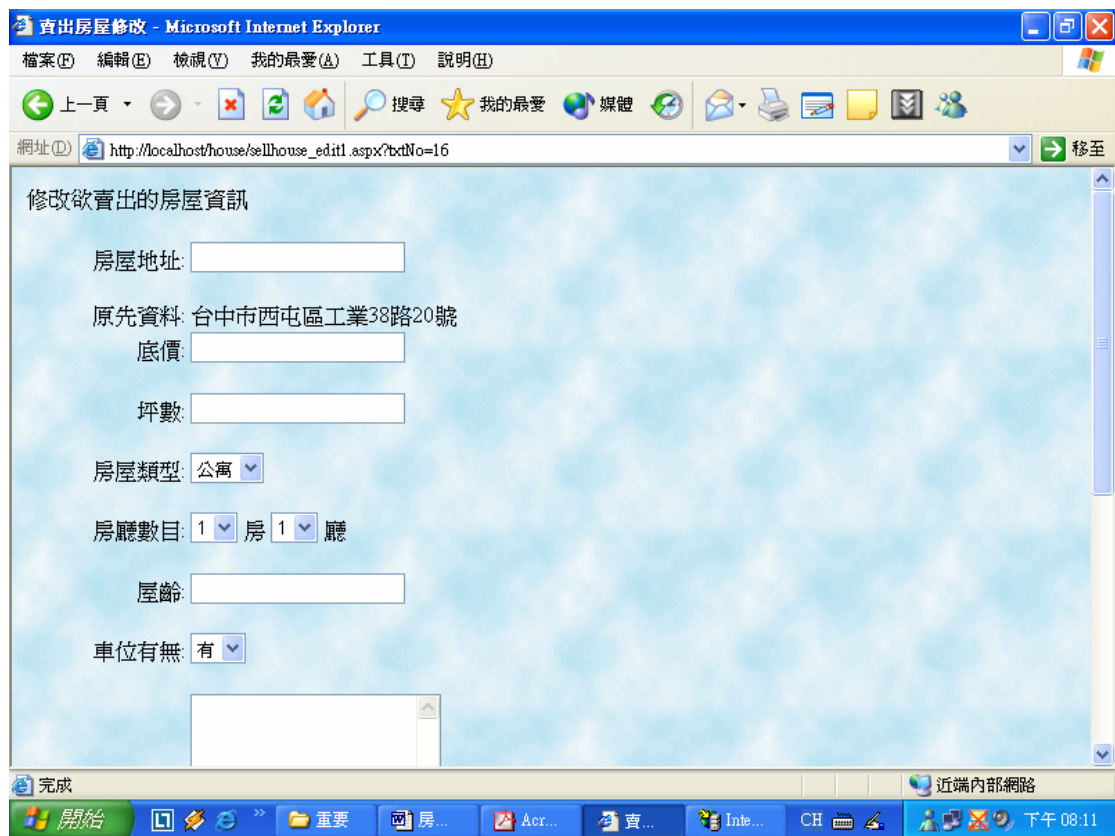 賣出房屋修改 - Microsoft Internet Explorer
檔案(F) 編輯(E) 檢視(V) 我的最愛(A) 工具(T) 說明(H)
上一頁 搜尋 我的最愛 媒體
網址(D) http://localhost/house/sellhouse_edit1.aspx?txtNo=16 移至
修改欲賣出的房屋資訊
房屋地址:
原先資料: 台中市西屯區工業38路20號
底價:
坪數:
房屋類型: 公寓
房廳數目: 1 房 1 廳
屋齡:
車位有無: 有
完成 近端內部網路
開始 重要 房... Acr... 賣... Inte... CH 下午 08:11